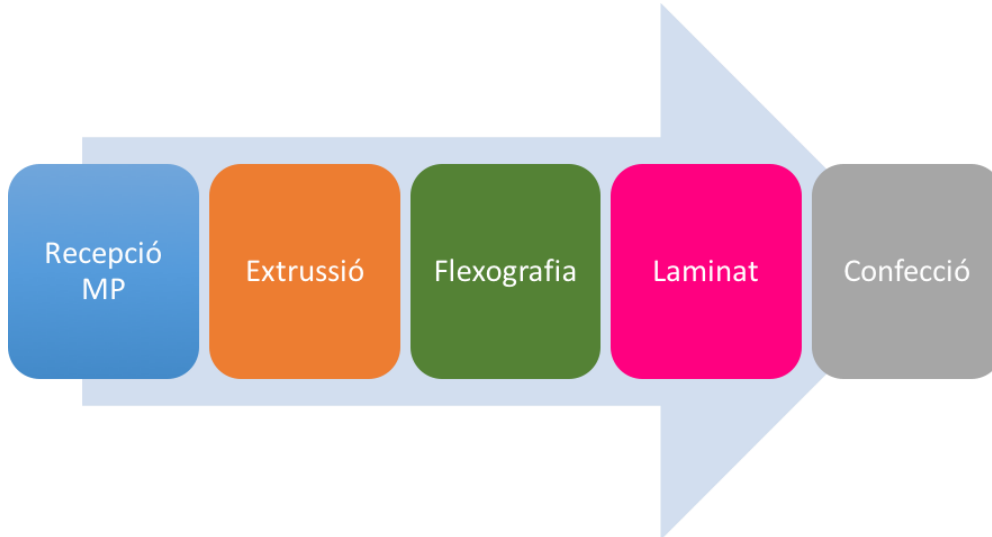 Recepció
MP
Extrussió
Flexografia
Laminat
Confecció